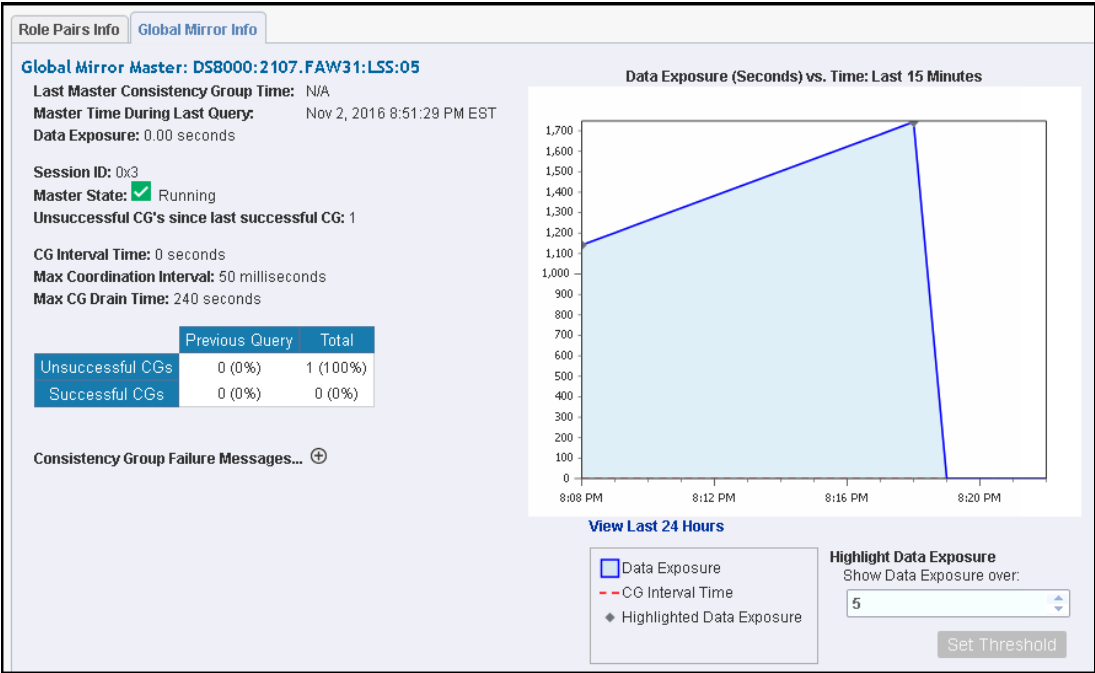 Role Pairs Info
Global Mirror Info
Global Mirror Master: DS8000:2107.FAW31:LSS:05
Last Master Consistency Group Time: N/A
Master Time During Last Query: Nov 2, 2016 8:51:29 PM EST
Data Exposure: 0.00 seconds
Session ID: 0x3
Master State: Running
Unsuccessful CG's since last successful CG: 1
CG Interval Time: 0 seconds
Max Coordination Interval: 50 milliseconds
Max CG Drain Time: 240 seconds
Previous Query Total
Unsuccessful CGs 0 (0%) 1 (100%)
Successful CGs 0 (0%) 0 (0%)
Consistency Group Failure Messages...
Data Exposure (Seconds) vs. Time: Last 15 Minutes
1,700
1,600
1,500
1,400
1,300
1,200
1,100
1,000
900
800
700
600
500
400
300
200
100
0
8:08 PM 8:12 PM 8:16 PM 8:20 PM
View Last 24 Hours
Data Exposure
CG Interval Time
Highlighted Data Exposure
Highlight Data Exposure
Show Data Exposure over:
5
Set Threshold